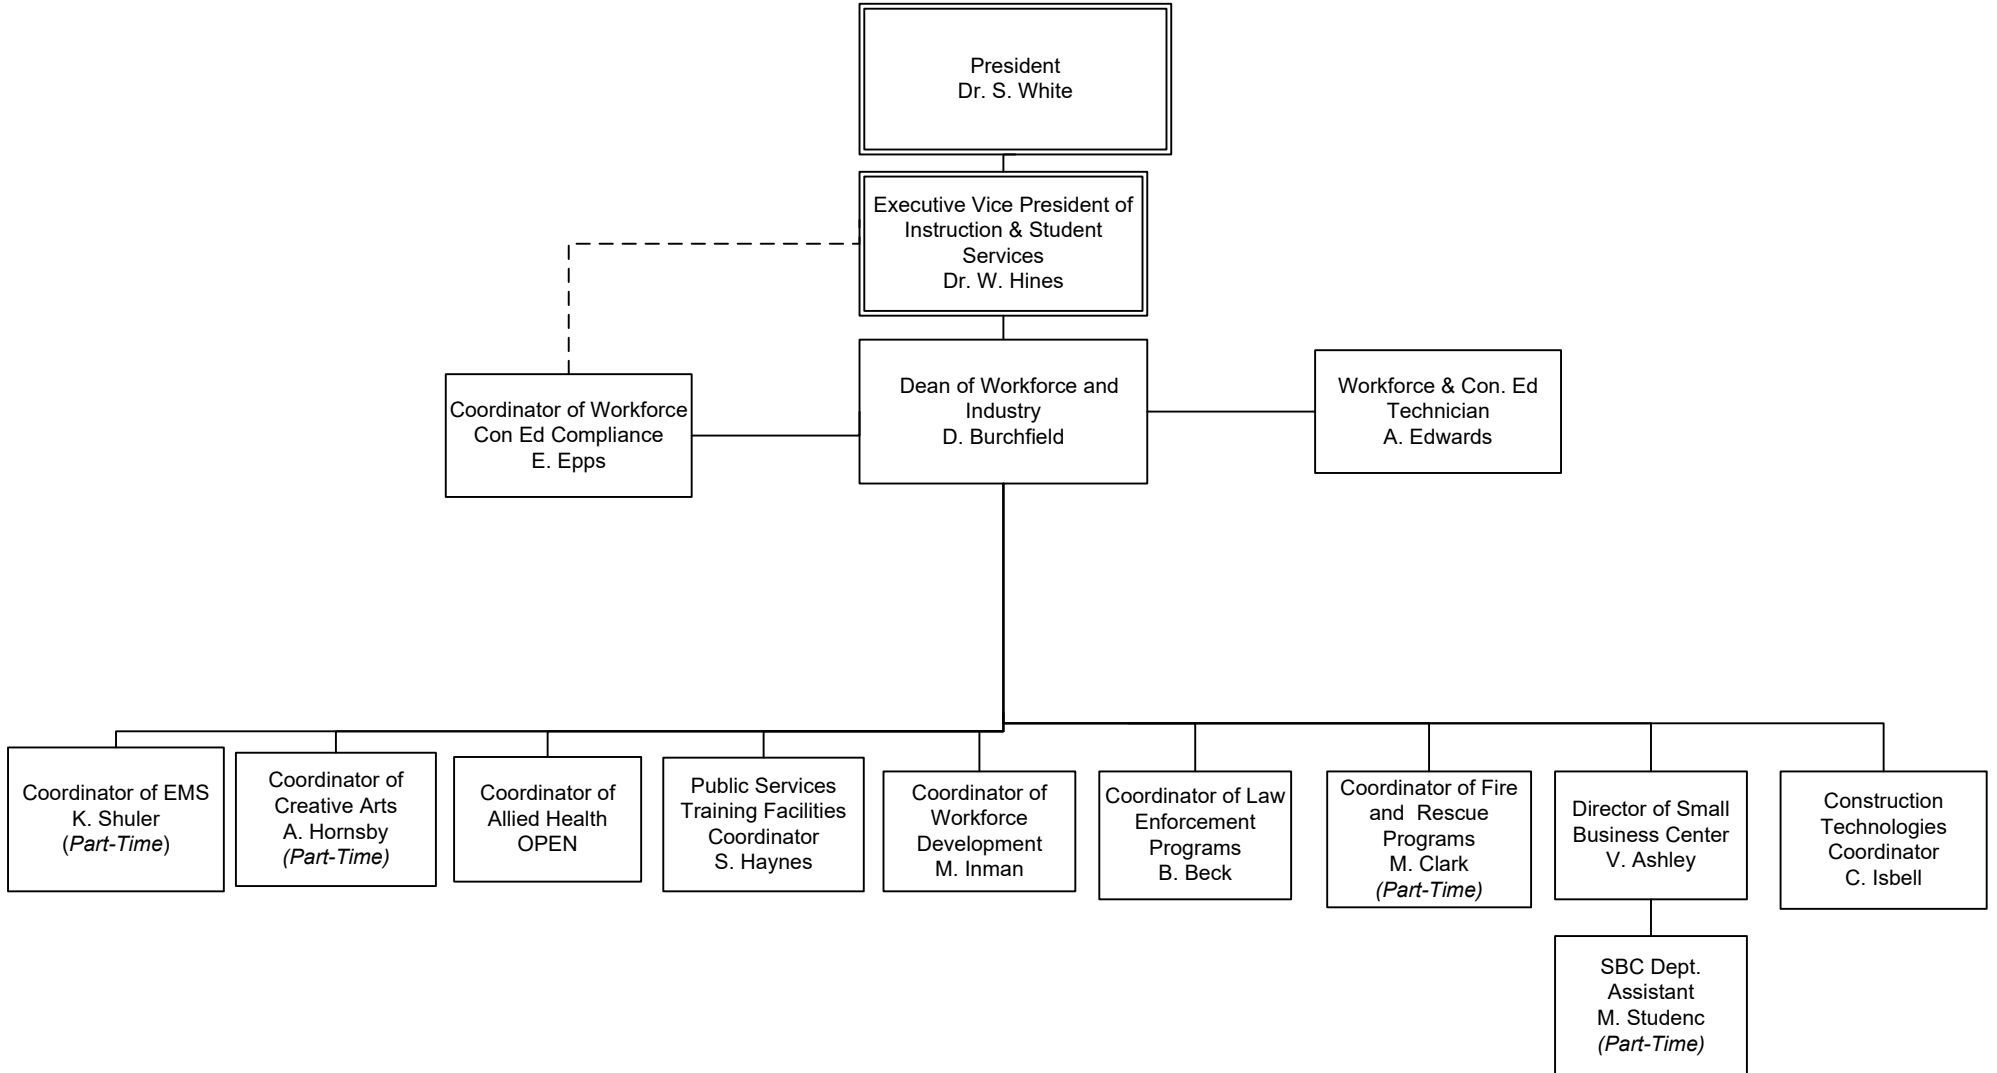 President
Dr. S. White
Executive Vice President of
Instruction & Student
Services
Dr. W. Hines
Coordinator of Workforce
Con Ed Compliance
E. Epps
Dean of Workforce and
Industry
D. Burchfield
Workforce & Con. Ed
Technician
A. Edwards
Coordinator of EMS
K. Shuler
(Part-Time)
Coordinator of
Creative Arts
A. Hornsby
(Part-Time)
Coordinator of
Allied Health
OPEN
Public Services
Training Facilities
Coordinator
S. Haynes
Coordinator of
Workforce
Development
M. Inman
Coordinator of Law
Enforcement
Programs
B. Beck
Coordinator of Fire
and Rescue
Programs
M. Clark
(Part-Time)
Director of Small
Business Center
V. Ashley
Construction
Technologies
Coordinator
C. Isbell
SBC Dept.
Assistant
M. Studenc
(Part-Time)